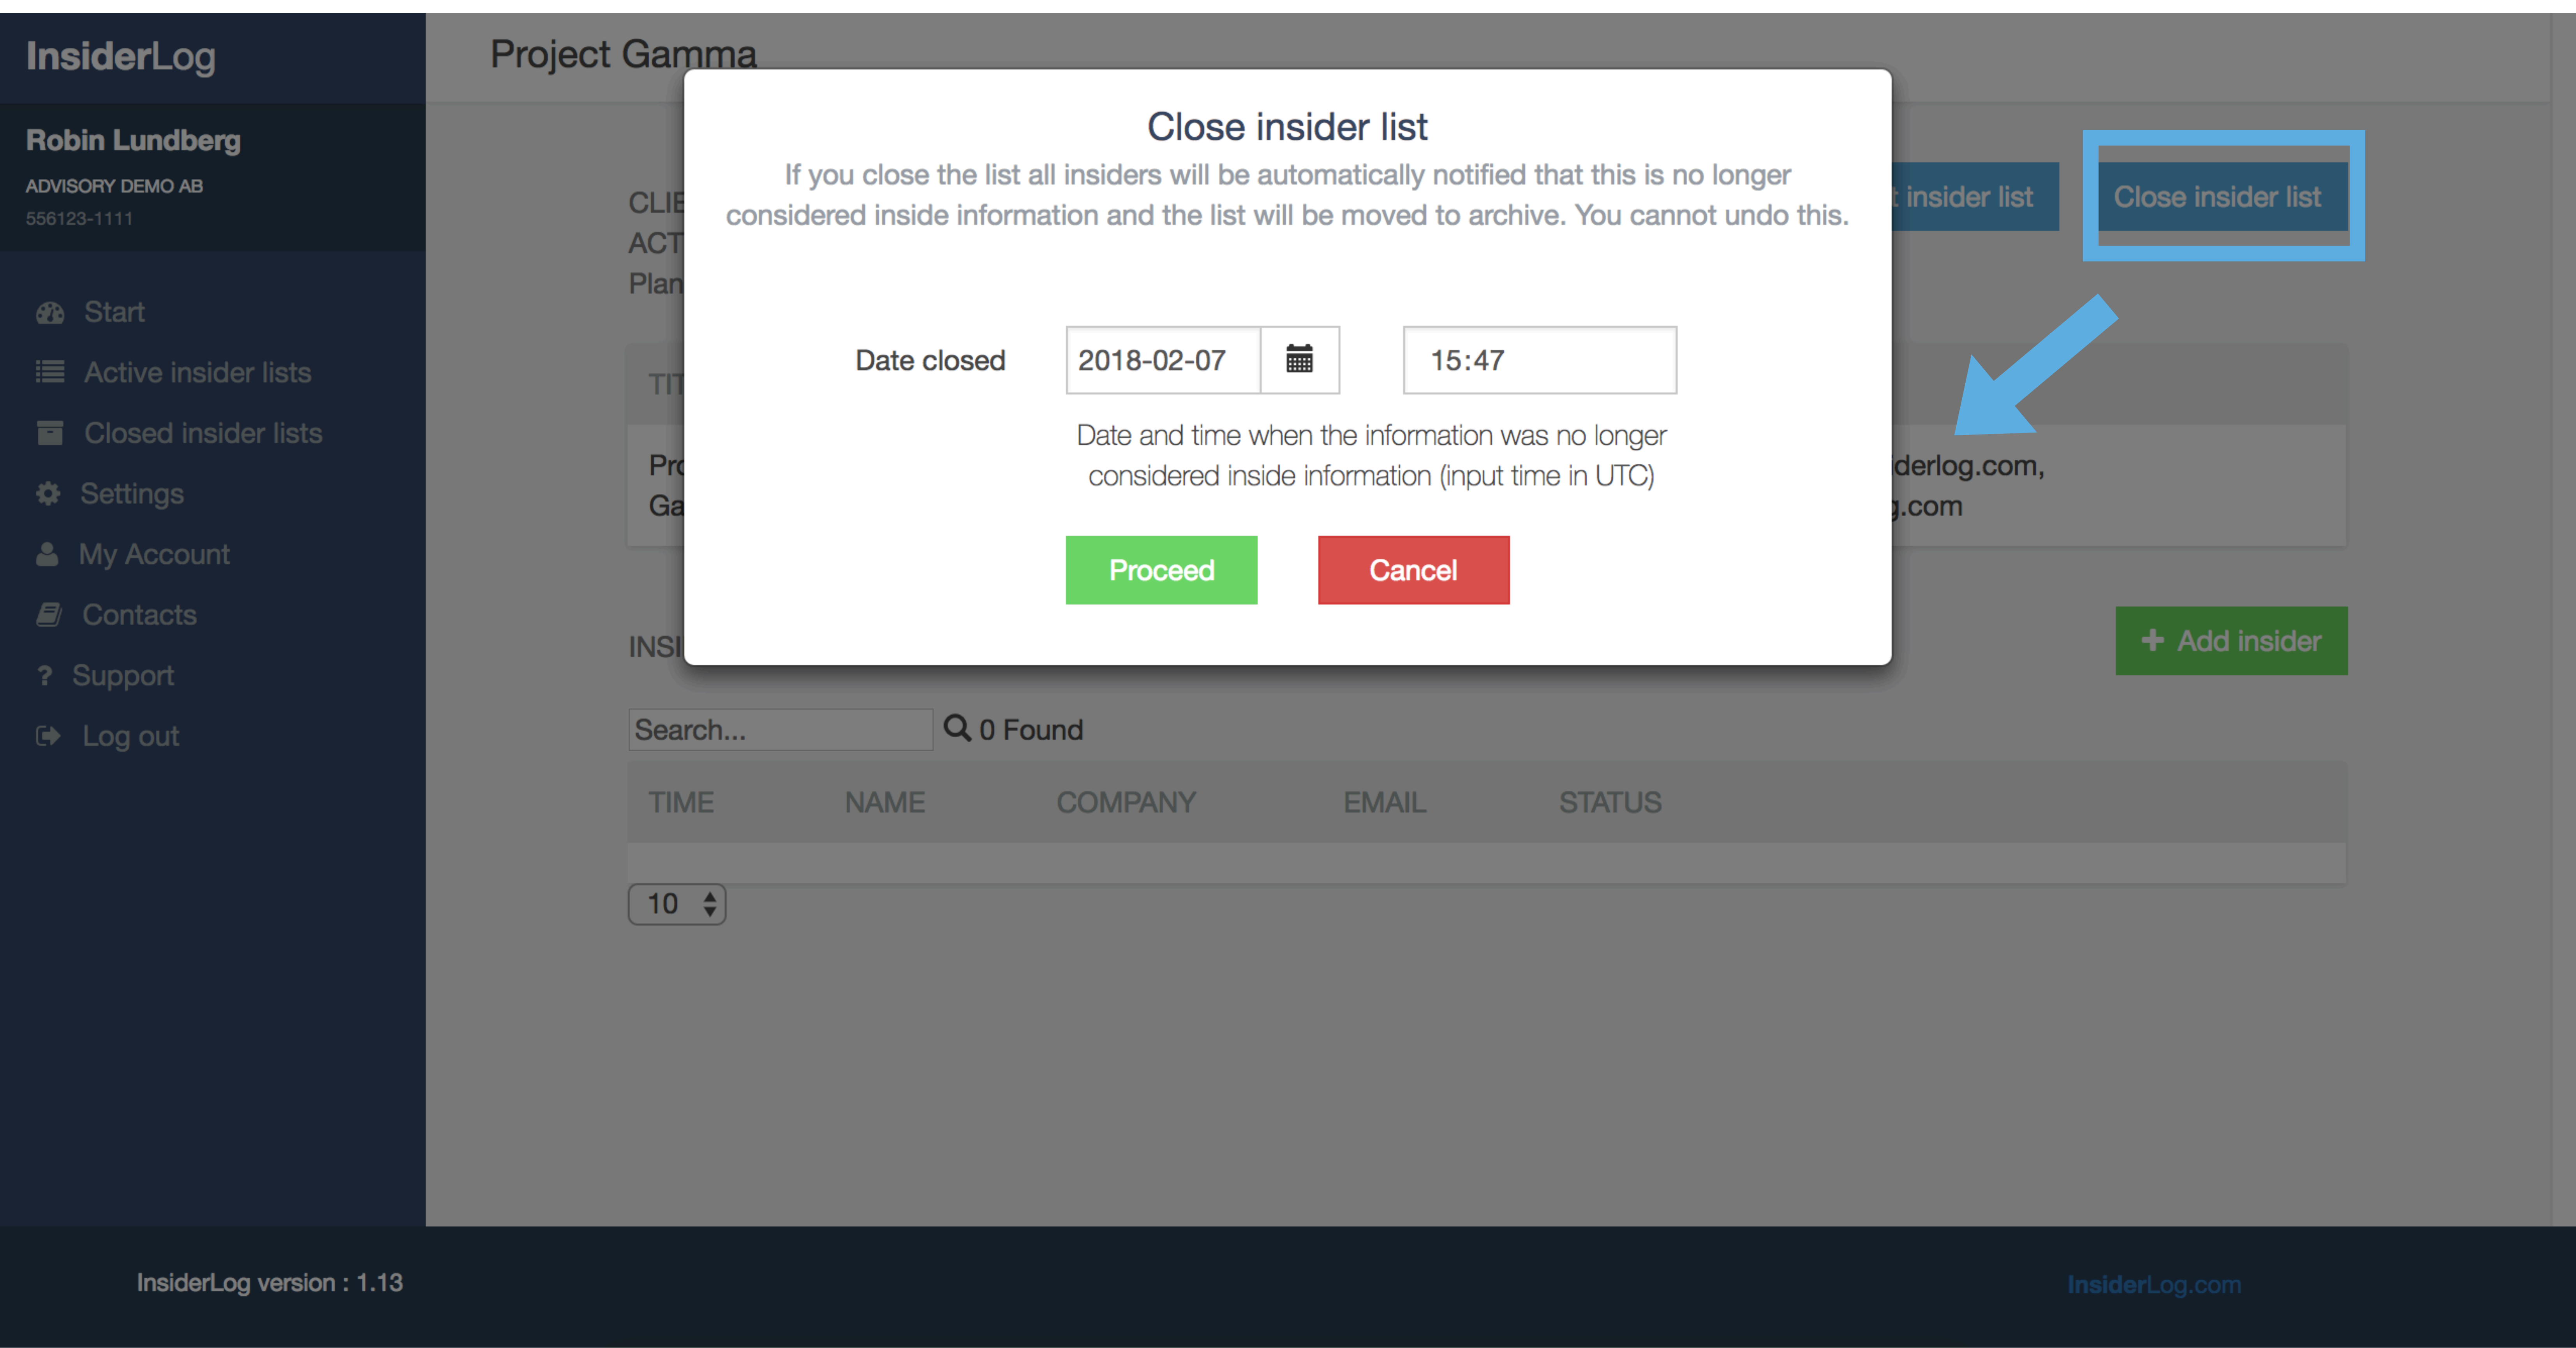 InsiderLog
Project Gamma
Robin Lundberg
ADVISORY DEMO AB
556123-1111
Start
Active insider lists
Closed insider lists
Settings
My Account
Contacts
? Support
Log out
Close insider list
If you close the list all insiders will be automatically notified that this is no longer
considered inside information and the list will be moved to archive. You cannot undo this.
Date closed 2018-02-07 15:47
Date and time when the information was no longer
considered inside information (input time in UTC)
Proceed Cancel
insider list Close insider list
+ Add insider
Search... 0 Found
TIME NAME COMPANY EMAIL STATUS
10
InsiderLog version : 1.13
InsiderLog.com